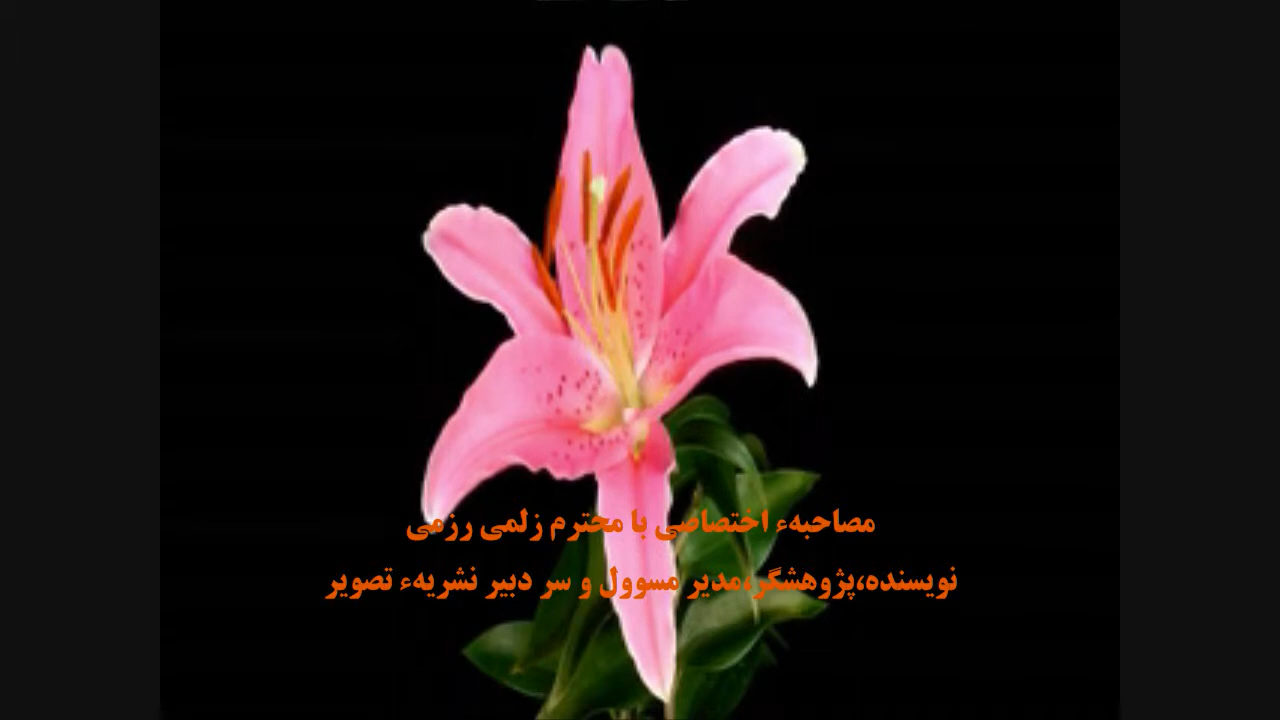 مصاحبهء اختصاصی با محترم زلمی رزمی
نویسنده،پژوهشگر،مدیر مسوول و سر دبیر نشریهء تصویر